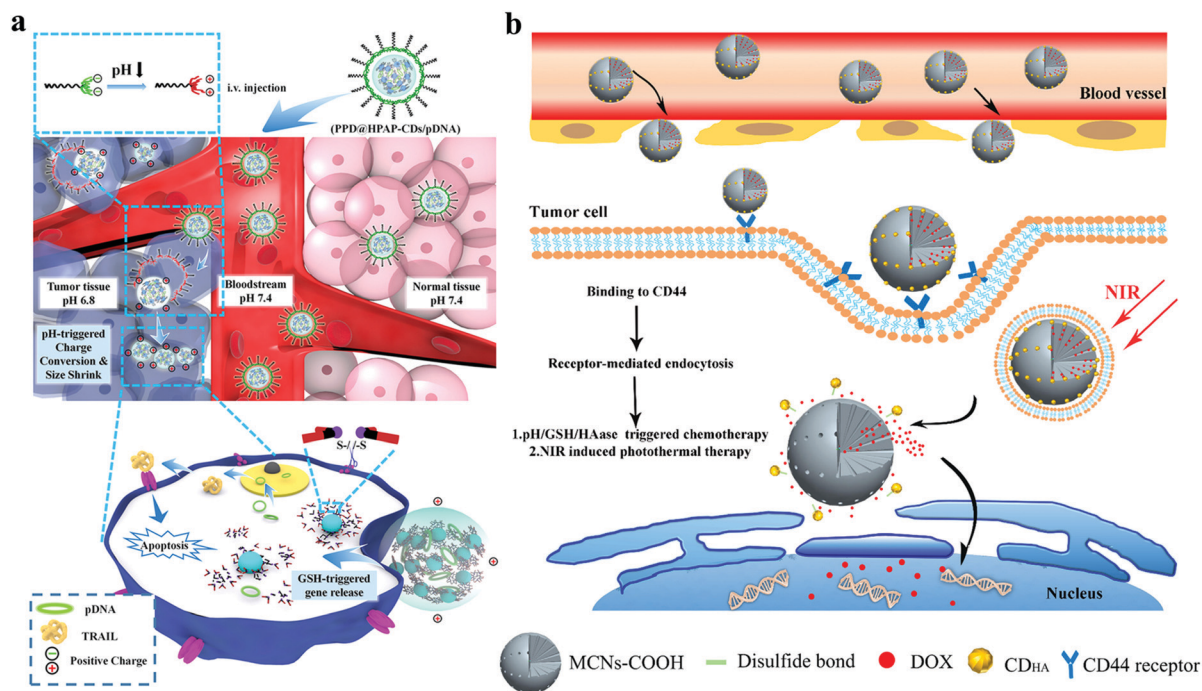 a
pH
i.v. injection
(PPD@HPAP-CDs/pDNA)
Tumor tissue
pH 6.8
Bloodstream
pH 7.4
Normal tissue
pH 7.4
pH-triggered
Charge
Conversion &
Size Shrink
S-//-S
Apoptosis
GSH-triggered
gene release
pDNA
TRAIL
Positive Charge
b
Blood vessel
Tumor cell
Binding to CD44
NIR
Receptor-mediated endocytosis
1.pH/GSH/HAase triggered chemotherapy
2.NIR induced photothermal therapy
Nucleus
MCNs-COOH
Disulfide bond
DOX
CDHA
CD44 receptor